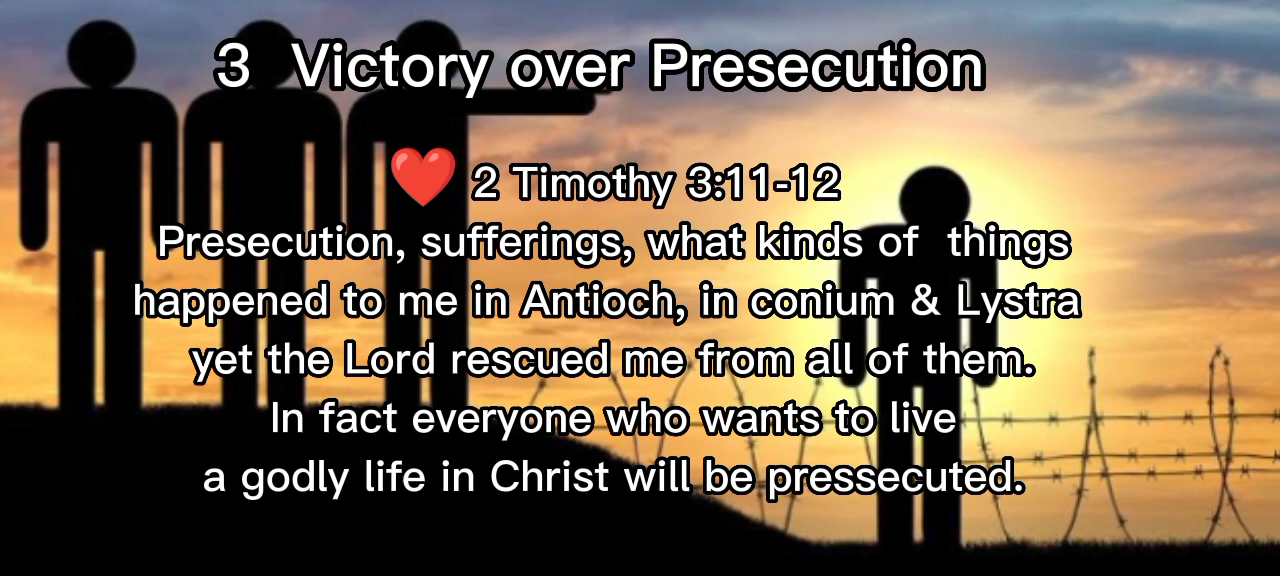 3 Victory over Presecution
❤️ 2 Timothy 3:11-12
Presecution, sufferings, what kinds of things
happened to me in Antioch, in conium & Lystra
yet the Lord rescued me from all of them.
In fact everyone who wants to live
a godly life in Christ will be pressecuted.